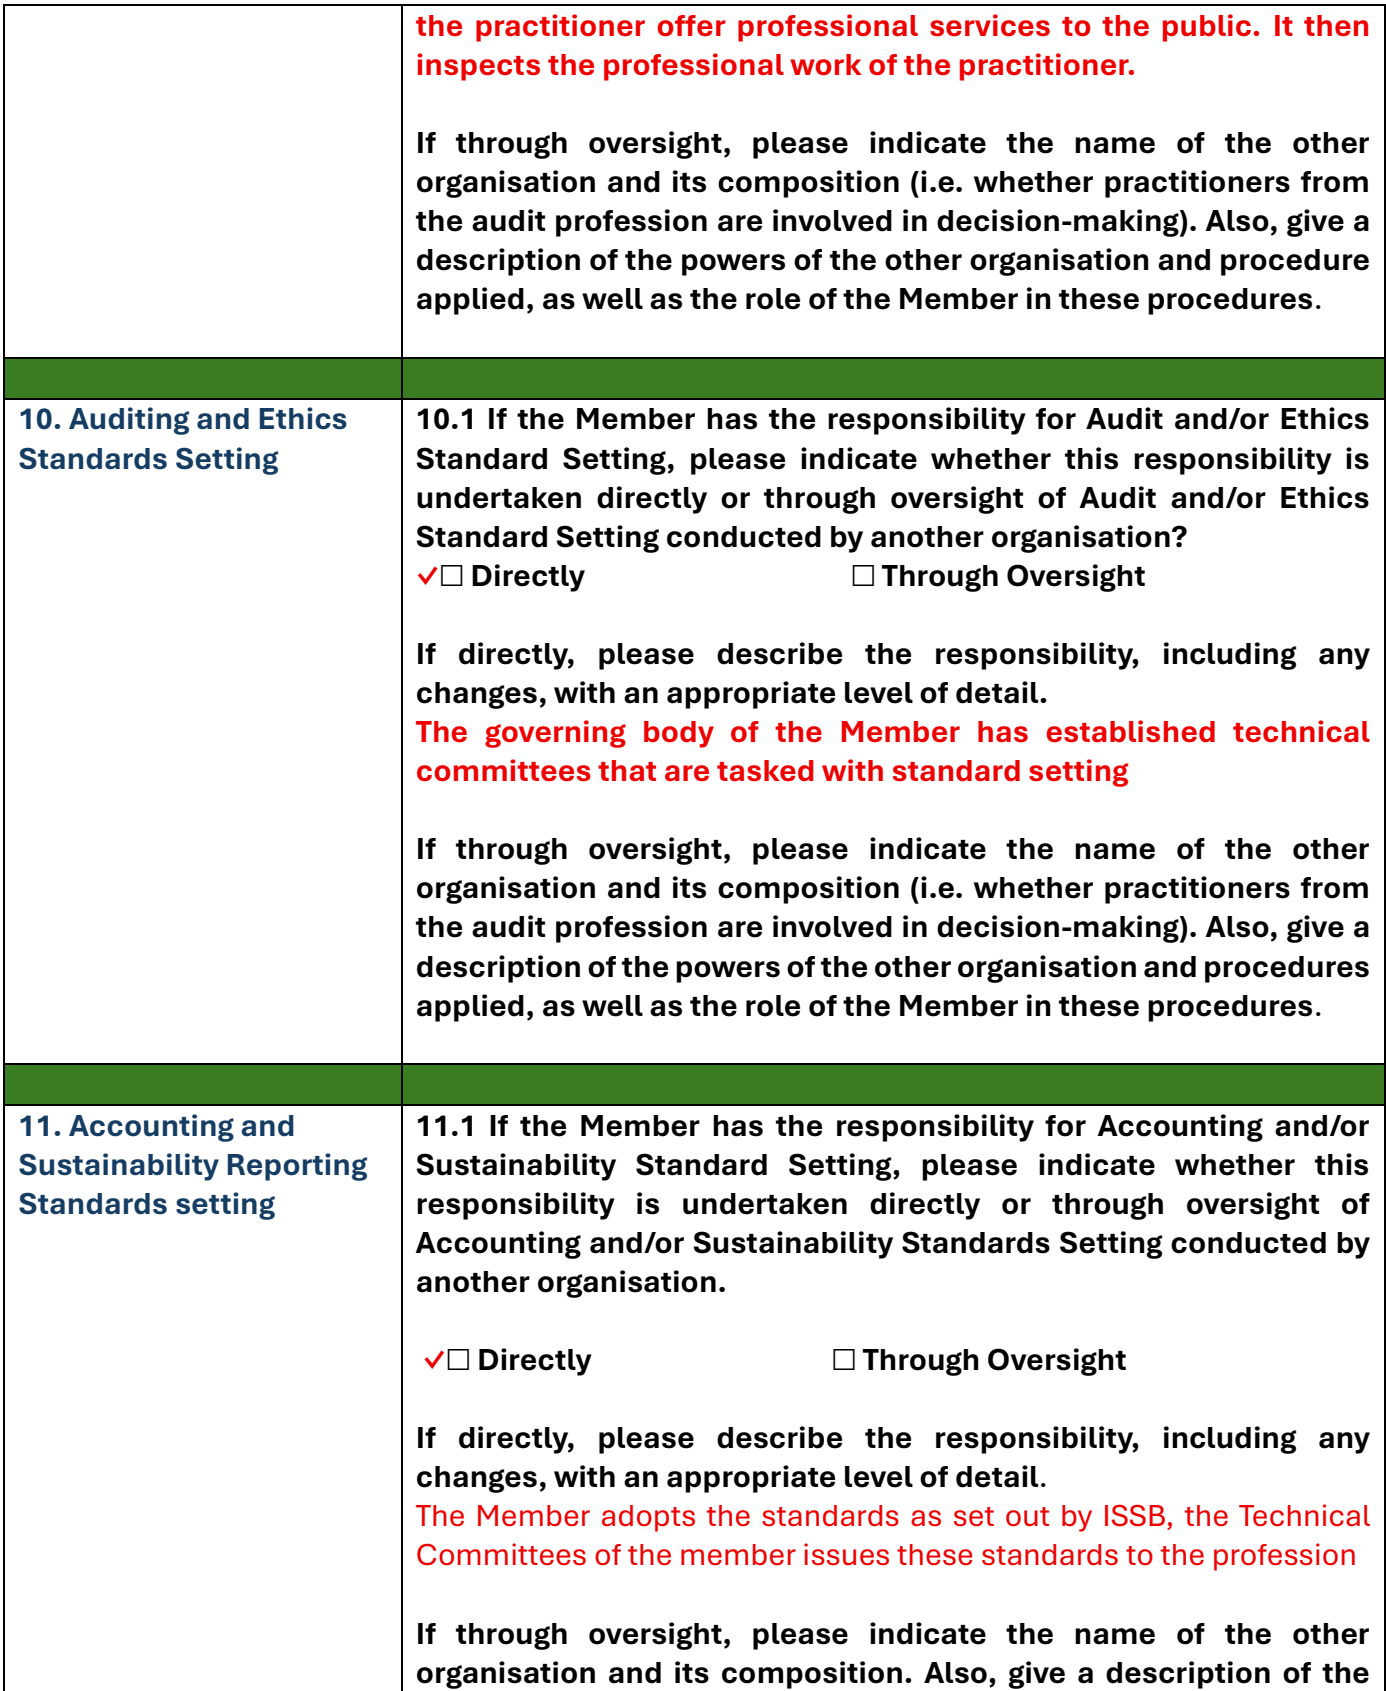 the practitioner offer professional services to the public. It then
inspects the professional work of the practitioner.
If through oversight, please indicate the name of the other
organisation and its composition (i.e. whether practitioners from
the audit profession are involved in decision-making). Also, give a
description of the powers of the other organisation and procedure
applied, as well as the role of the Member in these procedures.
10. Auditing and Ethics
Standards Setting
10.1 If the Member has the responsibility for Audit and/or Ethics
Standard Setting, please indicate whether this responsibility is
undertaken directly or through oversight of Audit and/or Ethics
Standard Setting conducted by another organisation?
✓☐ Directly ☐ Through Oversight
If directly, please describe the responsibility, including any
changes, with an appropriate level of detail.
The governing body of the Member has established technical
committees that are tasked with standard setting
If through oversight, please indicate the name of the other
organisation and its composition (i.e. whether practitioners from
the audit profession are involved in decision-making). Also, give a
description of the powers of the other organisation and procedures
applied, as well as the role of the Member in these procedures.
11. Accounting and
Sustainability Reporting
Standards setting
11.1 If the Member has the responsibility for Accounting and/or
Sustainability Standard Setting, please indicate whether this
responsibility is undertaken directly or through oversight of
Accounting and/or Sustainability Standards Setting conducted by
another organisation.
✓☐ Directly ☐ Through Oversight
If directly, please describe the responsibility, including any
changes, with an appropriate level of detail.
The Member adopts the standards as set out by ISSB, the Technical
Committees of the member issues these standards to the profession
If through oversight, please indicate the name of the other
organisation and its composition. Also, give a description of the